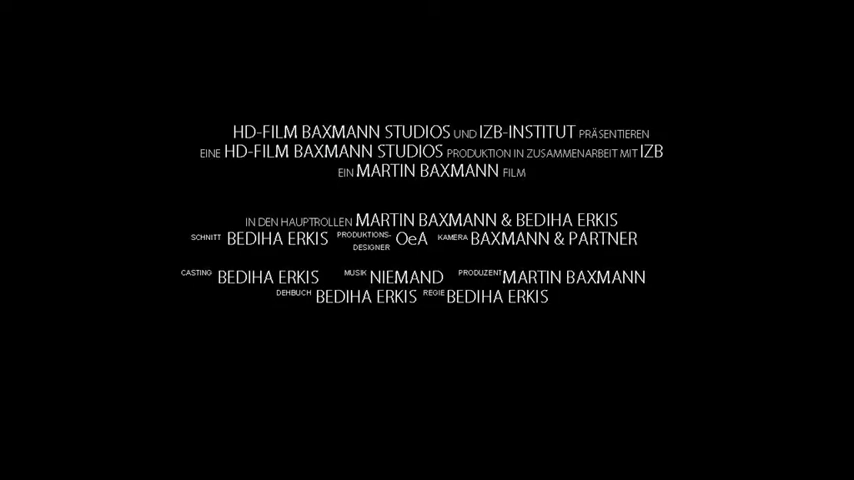 HD-FILM BAXMANN STUDIOS UND IZB-INSTITUT PRÄSENTIEREN
EINE HD-FILM BAXMANN STUDIOS PRODUKTION IN ZUSAMMENARBEIT MIT IZB
EIN MARTIN BAXMANN FILM
IN DEN HAUPTROLLEN MARTIN BAXMANN & BEDIHA ERKIS
SCHNITT BEDIHA ERKIS PRODUKTIONS-DESIGNER OeA KAMERA BAXMANN & PARTNER
CASTING BEDIHA ERKIS MUSIK NIEMAND PRODUZENT MARTIN BAXMANN
DEHBUCH BEDIHA ERKIS REGIE BEDIHA ERKIS